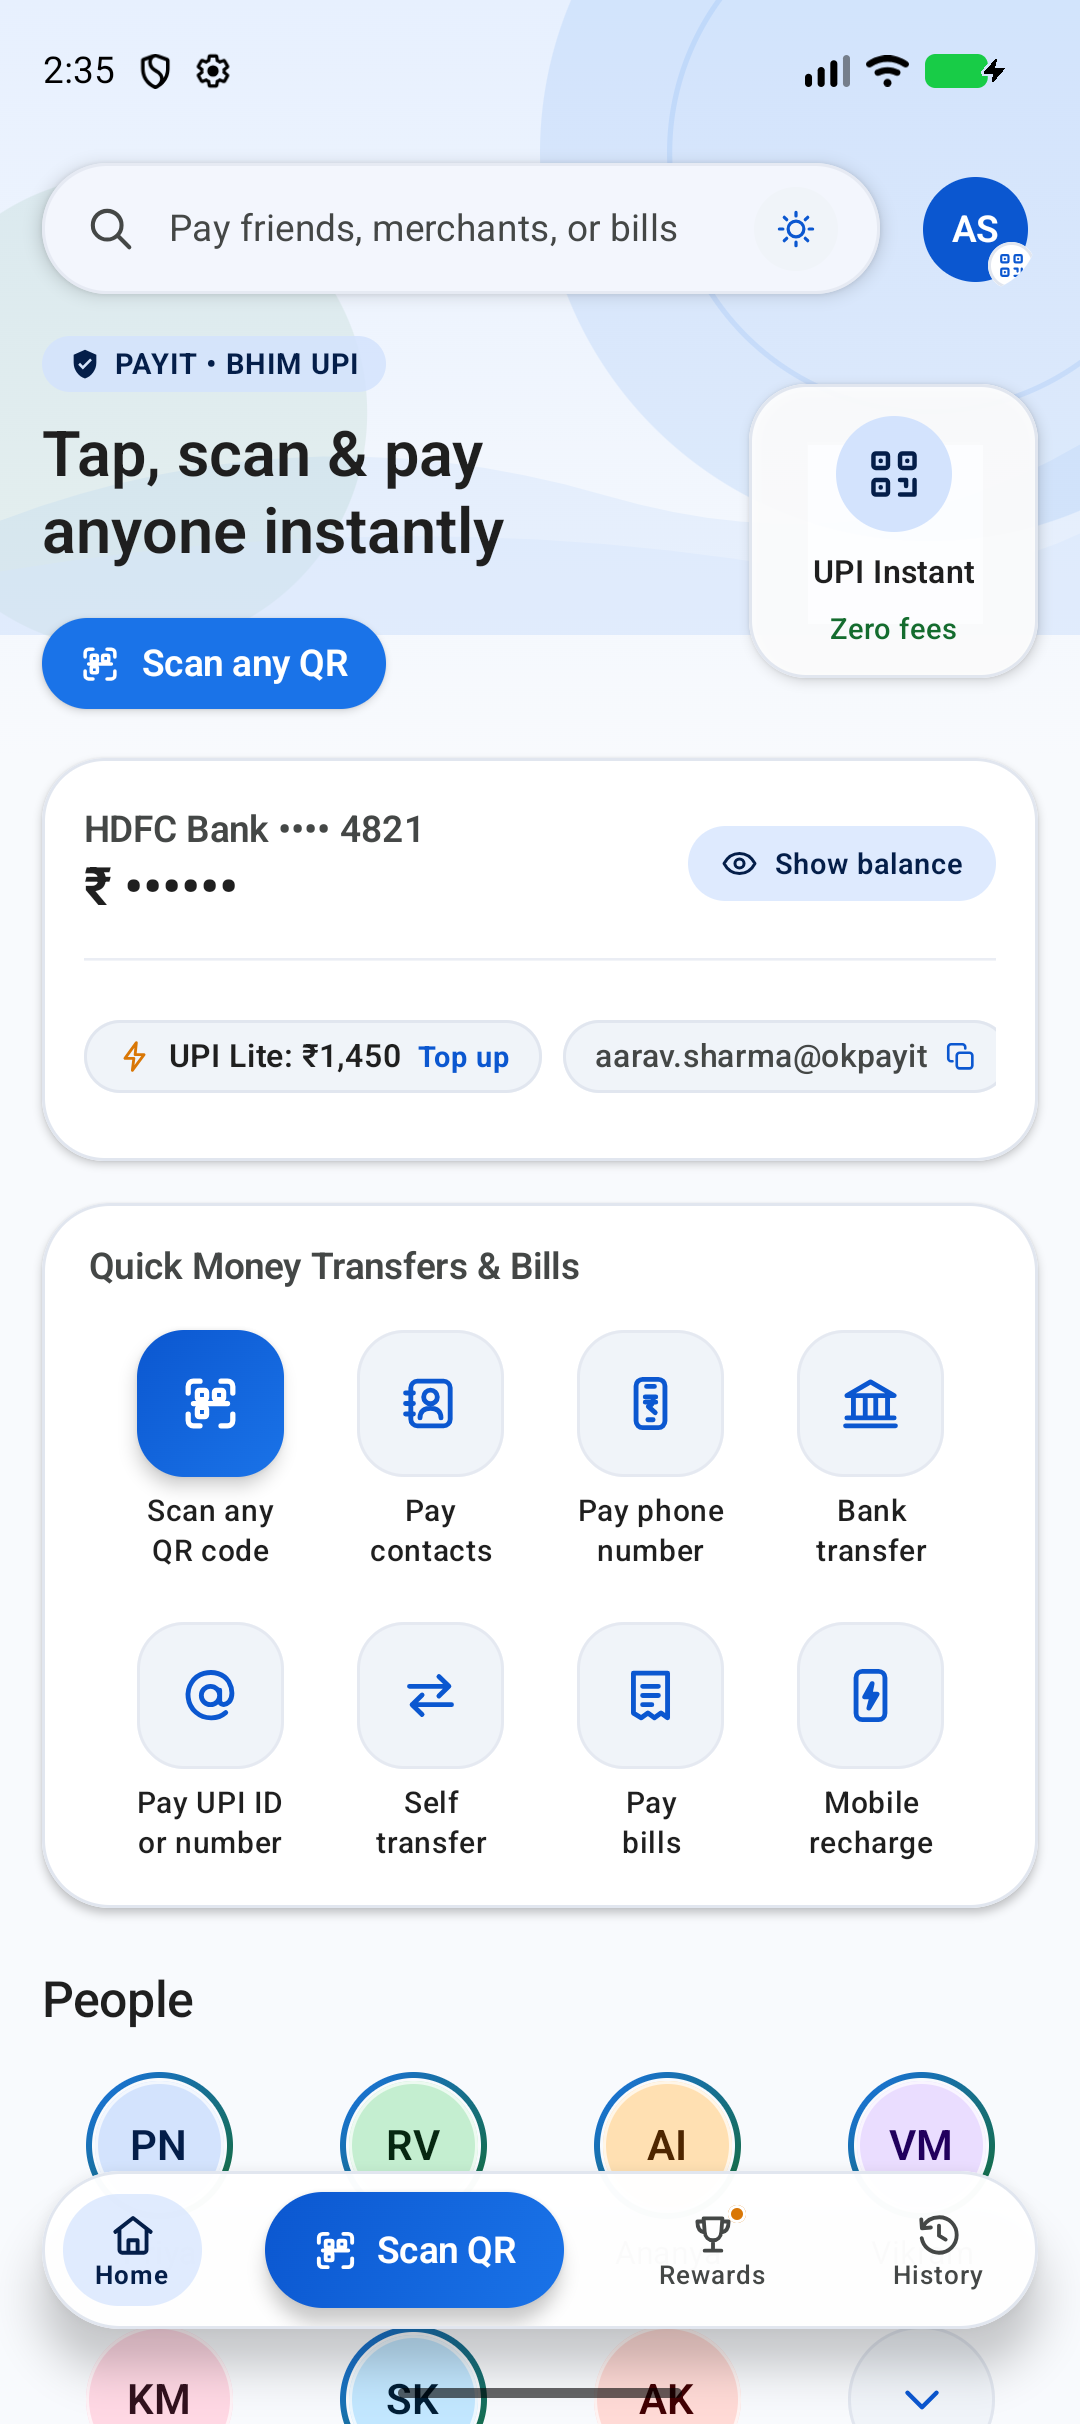 2:35
Pay friends, merchants, or bills
AS
PAYIT • BHIM UPI
Tap, scan & pay
anyone instantly
UPI Instant
Zero fees
Scan any QR
HDFC Bank •••• 4821
₹ ••••••
Show balance
UPI Lite: ₹1,450 Top up
aarav.sharma@okpayit
Quick Money Transfers & Bills
Scan any
QR code
Pay
contacts
Pay phone
number
Bank
transfer
Pay UPI ID
or number
Self
transfer
Pay
bills
Mobile
recharge
People
PN
RV
AI
VM
Home
Scan QR
Rewards
History
KM
SK
AK